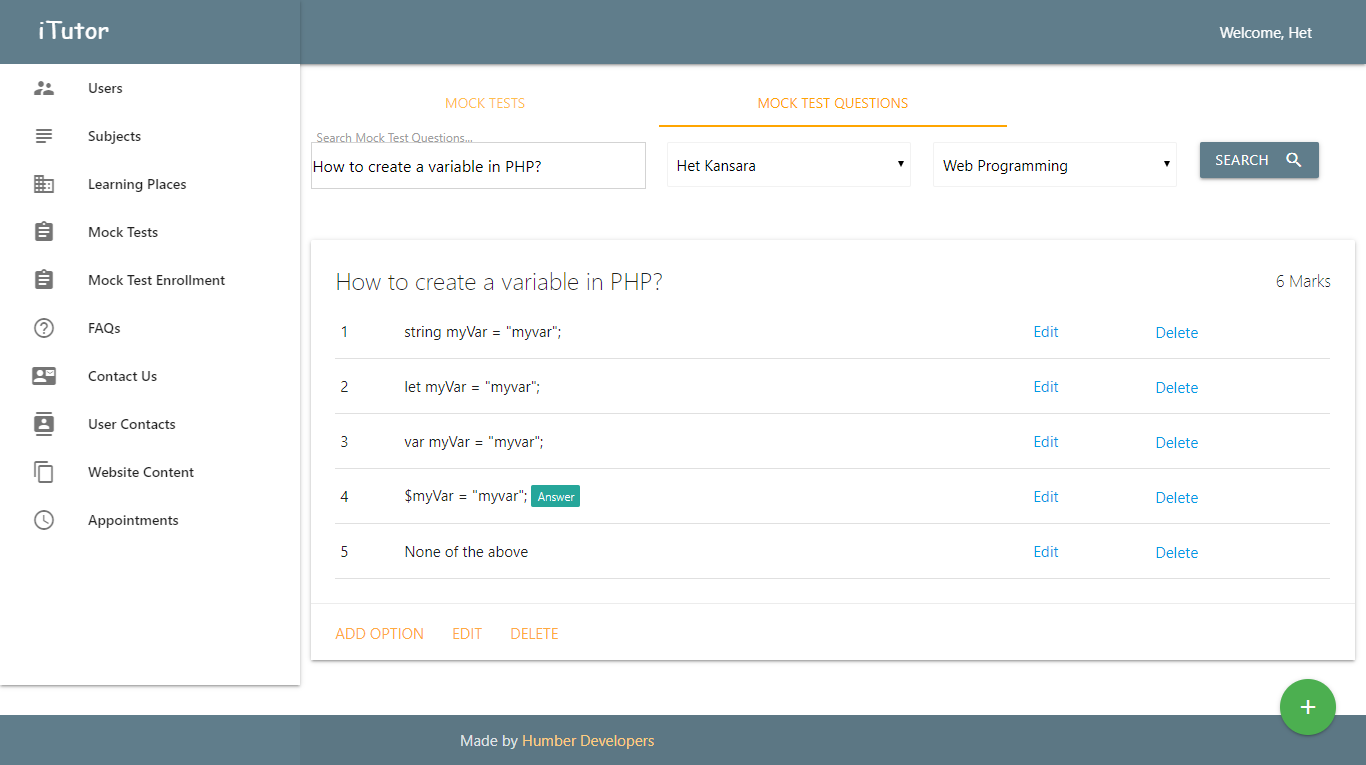 iTutor
Welcome, Het
Users
Subjects
Learning Places
Mock Tests
Mock Test Enrollment
FAQs
Contact Us
User Contacts
Website Content
Appointments
MOCK TESTS
MOCK TEST QUESTIONS
Search Mock Test Questions...
How to create a variable in PHP?
Het Kansara
Web Programming
SEARCH
How to create a variable in PHP?
6 Marks
1 string myVar = "myvar"; Edit Delete
2 let myVar = "myvar"; Edit Delete
3 var myVar = "myvar"; Edit Delete
4 $myVar = "myvar"; Answer Edit Delete
5 None of the above Edit Delete
ADD OPTION EDIT DELETE
Made by Humber Developers